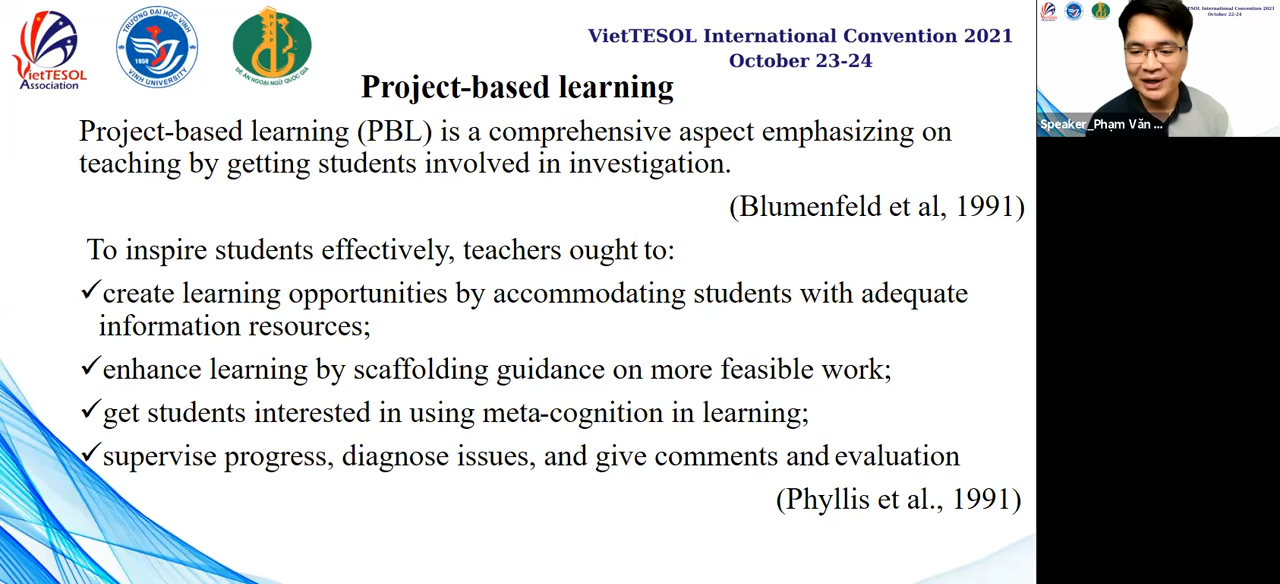 VietTESOL
Association
TRƯỜNG ĐẠI HỌC VINH
1959
VINH UNIVERSITY
ĐỀ ÁN NGOẠI NGỮ QUỐC GIA
VietTESOL International Convention 2021
October 23-24
Project-based learning
Project-based learning (PBL) is a comprehensive aspect emphasizing on
teaching by getting students involved in investigation.
(Blumenfeld et al, 1991)
To inspire students effectively, teachers ought to:
✓create learning opportunities by accommodating students with adequate
information resources;
✓enhance learning by scaffolding guidance on more feasible work;
✓get students interested in using meta-cognition in learning;
✓supervise progress, diagnose issues, and give comments and evaluation
(Phyllis et al., 1991)
TESOL International Convention 2021
October 22-24
Speaker_Phạm Văn ...